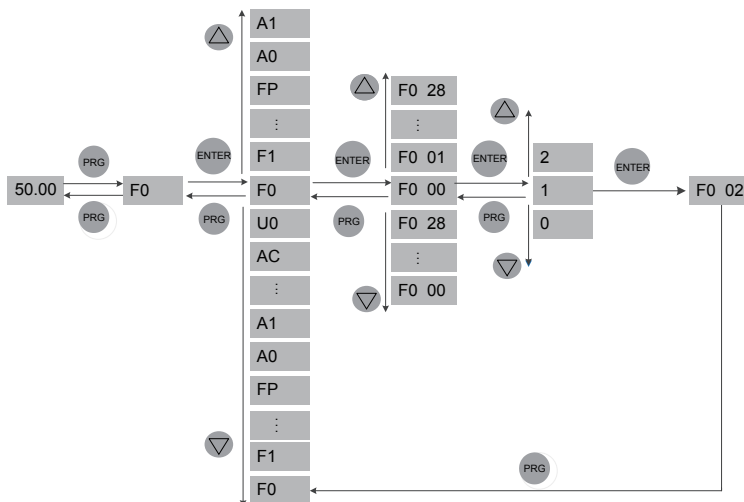 A1
A0
FP
⋮
F1
F0
U0
AC
⋮
A1
A0
FP
⋮
F1
F0
50.00
PRG
PRG
F0
ENTER
PRG
ENTER
PRG
F0 28
⋮
F0 01
F0 00
F0 28
⋮
F0 00
ENTER
PRG
2
1
0
ENTER
F0 02
PRG